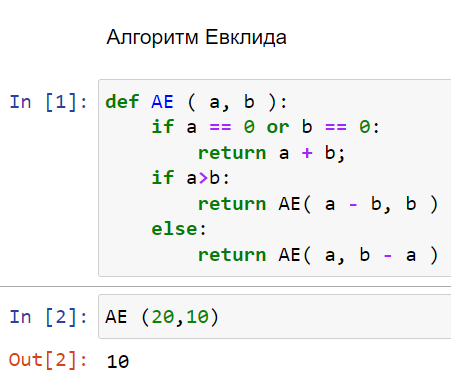 Алгоритм Евклида
In [1]: def AE ( a, b ):
    if a == 0 or b == 0:
        return a + b;
    if a>b:
        return AE( a - b, b )
    else:
        return AE( a, b - a )
In [2]: AE (20,10)
Out[2]: 10